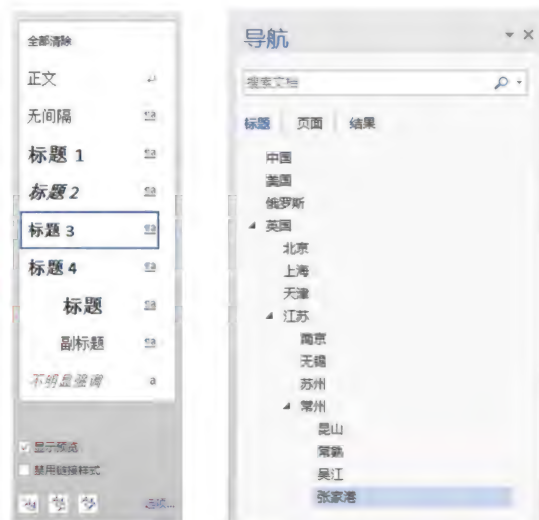 全部清除
正文
无间隔
标题 1
标题 2
标题 3
标题 4
标题
副标题
不明显强调 a
显示预览
禁用链接样式
选项...
导航
搜索文档
标题 页面 结果
中国
美国
俄罗斯
英国
北京
上海
天津
江苏
南京
无锡
苏州
常州
昆山
常熟
吴江
张家港